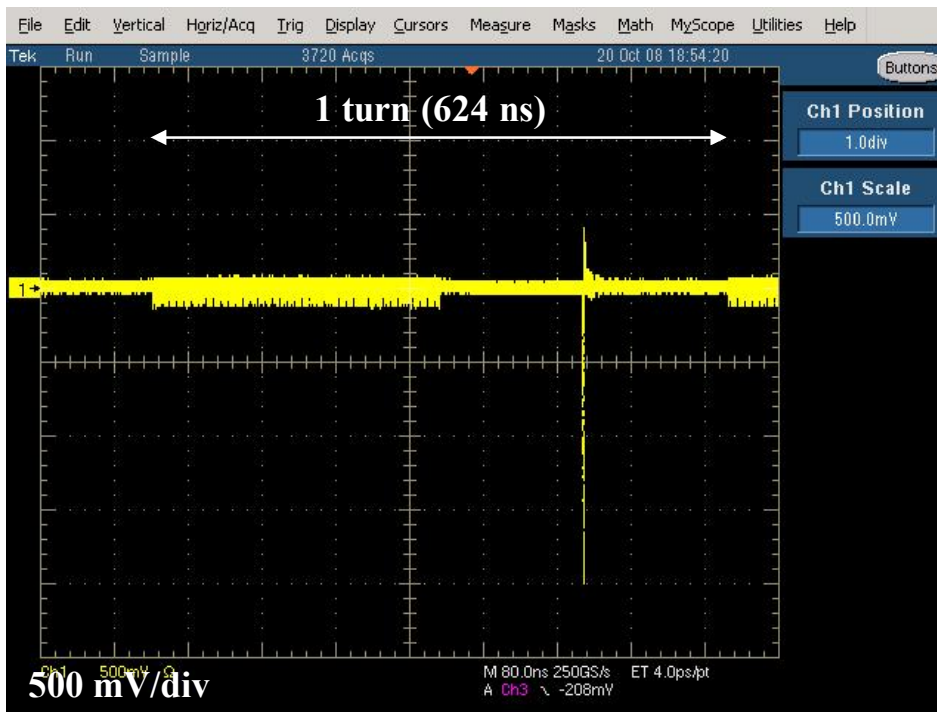 File Edit Vertical Horiz/Acq Trig Display Cursors Measure Masks Math MyScope Utilities Help
Tek Run Sample 3720 Acqs 20 Oct 08 18:54:20
Buttons
1 turn (624 ns)
Ch1 Position
1.0div
Ch1 Scale
500.0mV
1
Ch1 500mV Ω M 80.0ns 250GS/s ET 4.0ps/pt
A Ch3 -208mV
500 mV/div